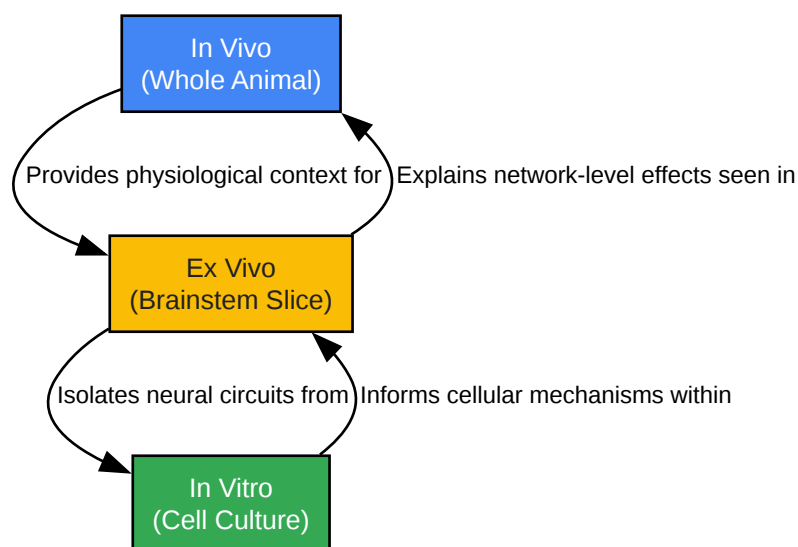 In Vivo
(Whole Animal)
Provides physiological context for
Explains network-level effects seen in
Ex Vivo
(Brainstem Slice)
Isolates neural circuits from
Informs cellular mechanisms within
In Vitro
(Cell Culture)